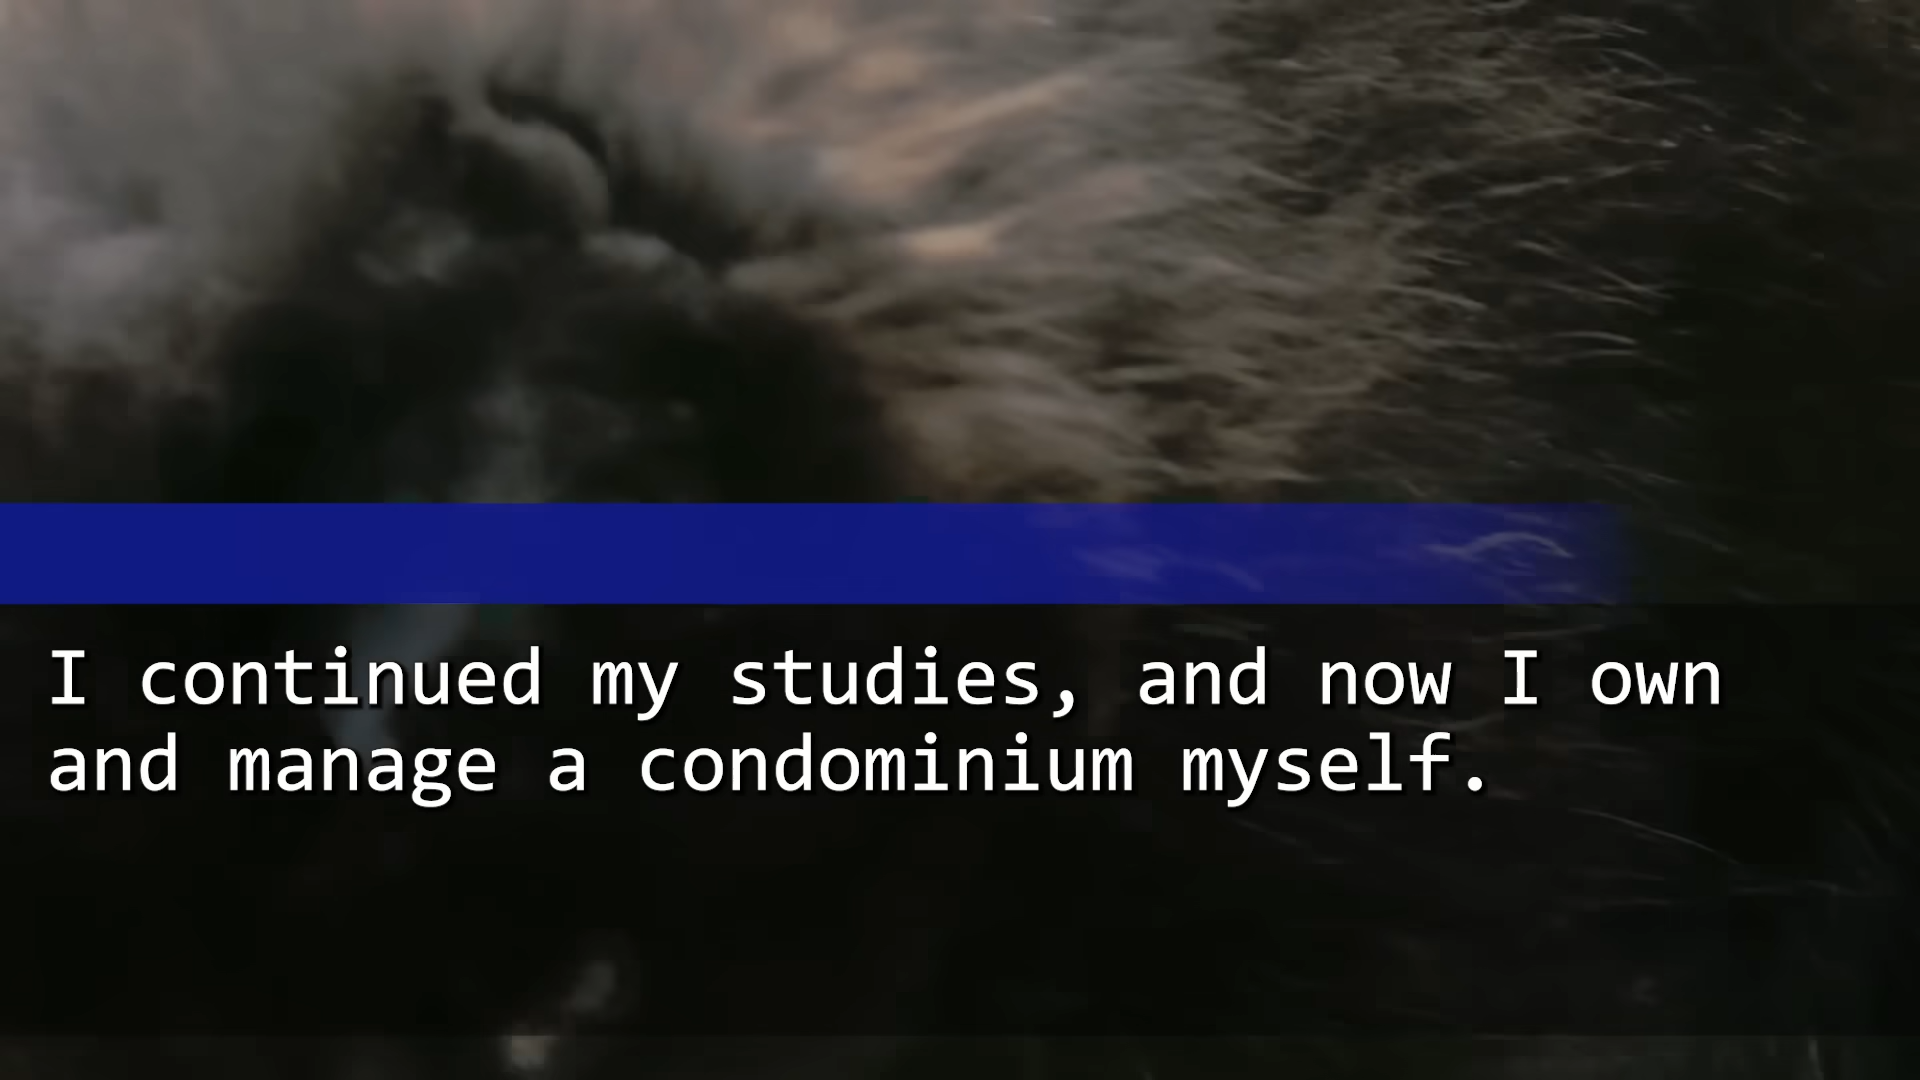 I continued my studies, and now I own
and manage a condominium myself.